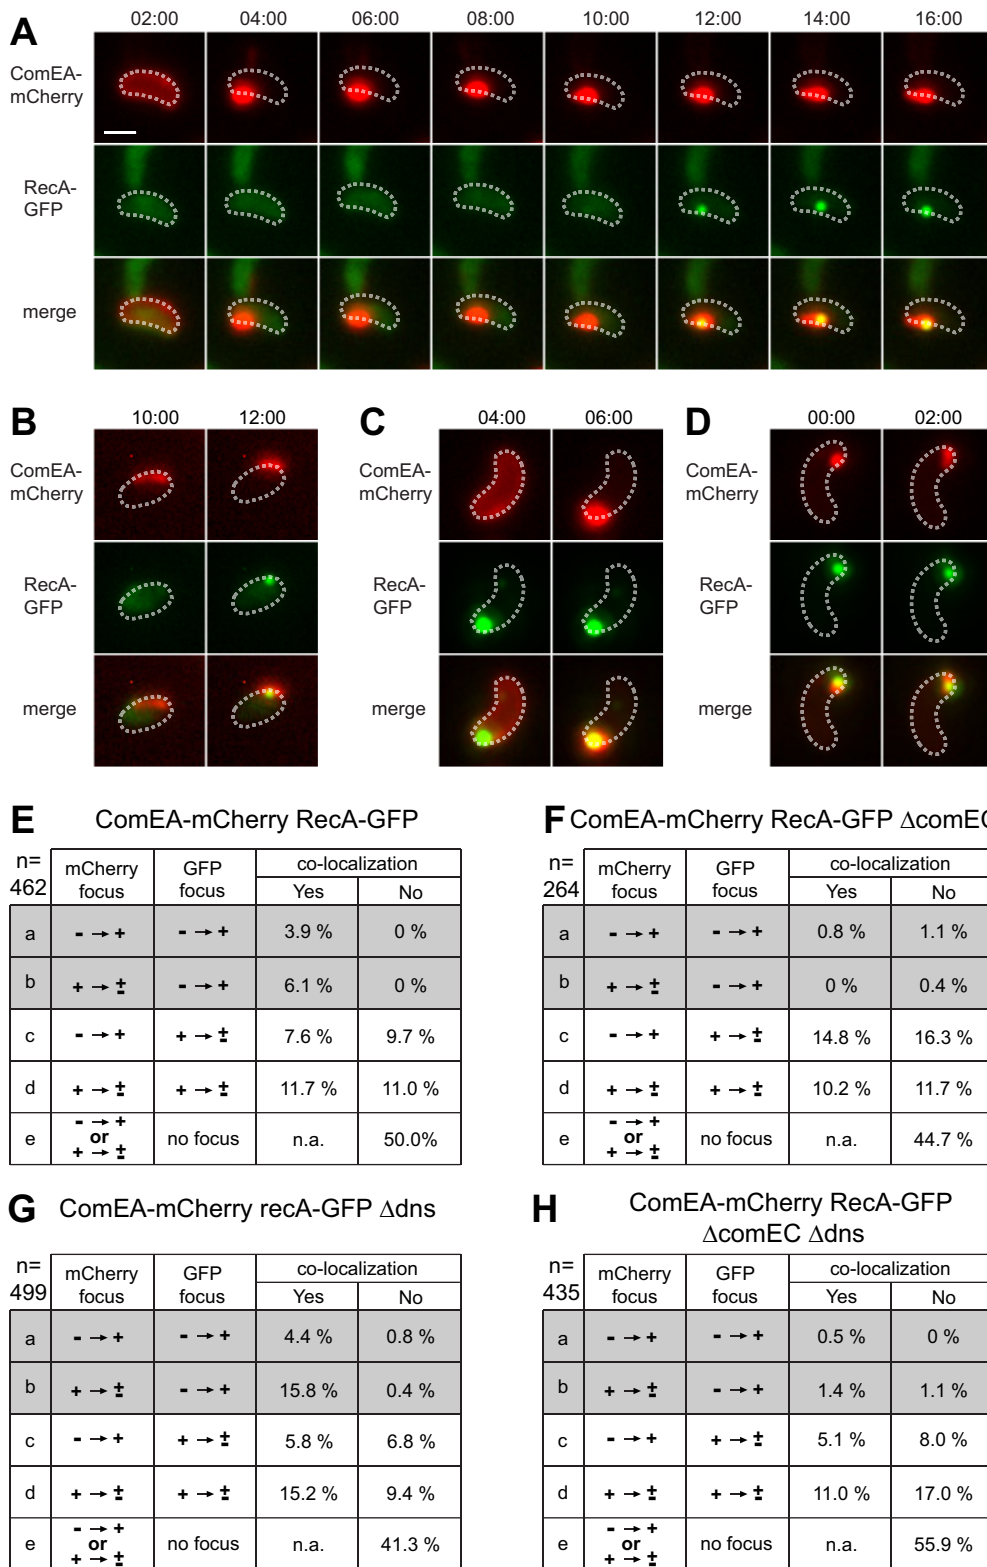 A
02:00 04:00 06:00 08:00 10:00 12:00 14:00 16:00
ComEA-
mCherry
RecA-
GFP
merge
B
10:00 12:00
ComEA-
mCherry
RecA-
GFP
merge
C
04:00 06:00
ComEA-
mCherry
RecA-
GFP
merge
D
00:00 02:00
ComEA-
mCherry
RecA-
GFP
merge
E ComEA-mCherry RecA-GFP
n=
462
mCherry focus GFP focus co-localization
Yes No
a - → + - → + 3.9 % 0 %
b + → ± - → + 6.1 % 0 %
c - → + + → ± 7.6 % 9.7 %
d + → ± + → ± 11.7 % 11.0 %
e - → + or + → ± no focus n.a. 50.0%
F ComEA-mCherry RecA-GFP ΔcomEC
n=
264
mCherry focus GFP focus co-localization
Yes No
a - → + - → + 0.8 % 1.1 %
b + → ± - → + 0 % 0.4 %
c - → + + → ± 14.8 % 16.3 %
d + → ± + → ± 10.2 % 11.7 %
e - → + or + → ± no focus n.a. 44.7 %
G ComEA-mCherry recA-GFP Δdns
n=
499
mCherry focus GFP focus co-localization
Yes No
a - → + - → + 4.4 % 0.8 %
b + → ± - → + 15.8 % 0.4 %
c - → + + → ± 5.8 % 6.8 %
d + → ± + → ± 15.2 % 9.4 %
e - → + or + → ± no focus n.a. 41.3 %
H ComEA-mCherry RecA-GFP
ΔcomEC Δdns
n=
435
mCherry focus GFP focus co-localization
Yes No
a - → + - → + 0.5 % 0 %
b + → ± - → + 1.4 % 1.1 %
c - → + + → ± 5.1 % 8.0 %
d + → ± + → ± 11.0 % 17.0 %
e - → + or + → ± no focus n.a. 55.9 %